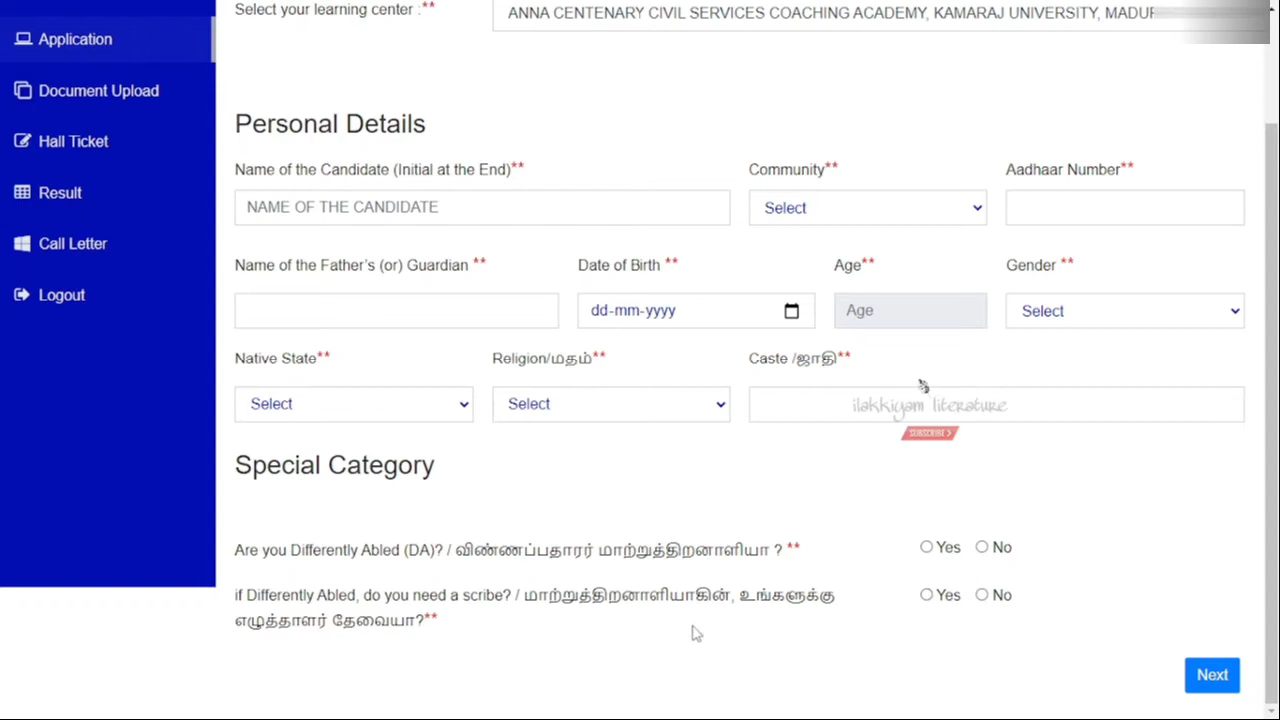 Select your learning center :**
ANNA CENTENARY CIVIL SERVICES COACHING ACADEMY, KAMARAJ UNIVERSITY,
Application
Document Upload
Hall Ticket
Result
Call Letter
Logout
Personal Details
Name of the Candidate (Initial at the End)** Community** Aadhaar Number**
NAME OF THE CANDIDATE Select
Name of the Father's (or) Guardian ** Date of Birth ** Age** Gender **
dd-mm-yyyy Age Select
Native State** Religion/மதம்** Caste /ஜாதி**
Select Select
ilakkiyam literature
SUBSCRIBE >
Special Category
Are you Differently Abled (DA)? / விண்ணப்பதாரர் மாற்றுத்திறனாளியா ? ** Yes No
if Differently Abled, do you need a scribe? / மாற்றுத்திறனாளியாகின், உங்களுக்கு Yes No
எழுத்தாளர் தேவையா?**
Next